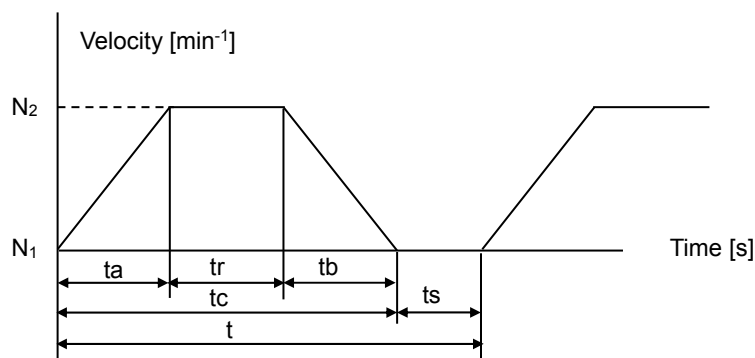 Velocity [min⁻¹]
N₂
N₁
Time [s]
ta tr tb
tc ts
t